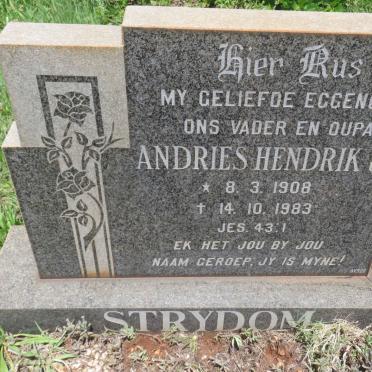 Hier Rus
MY GELIEFDE EGGENO
ONS VADER EN OUPA
ANDRIES HENDRIK
* 8. 3. 1908
† 14. 10. 1983
JES. 43:1
EK HET JOU BY JOU
NAAM GEROEP, JY IS MYNE!
STRYDOM